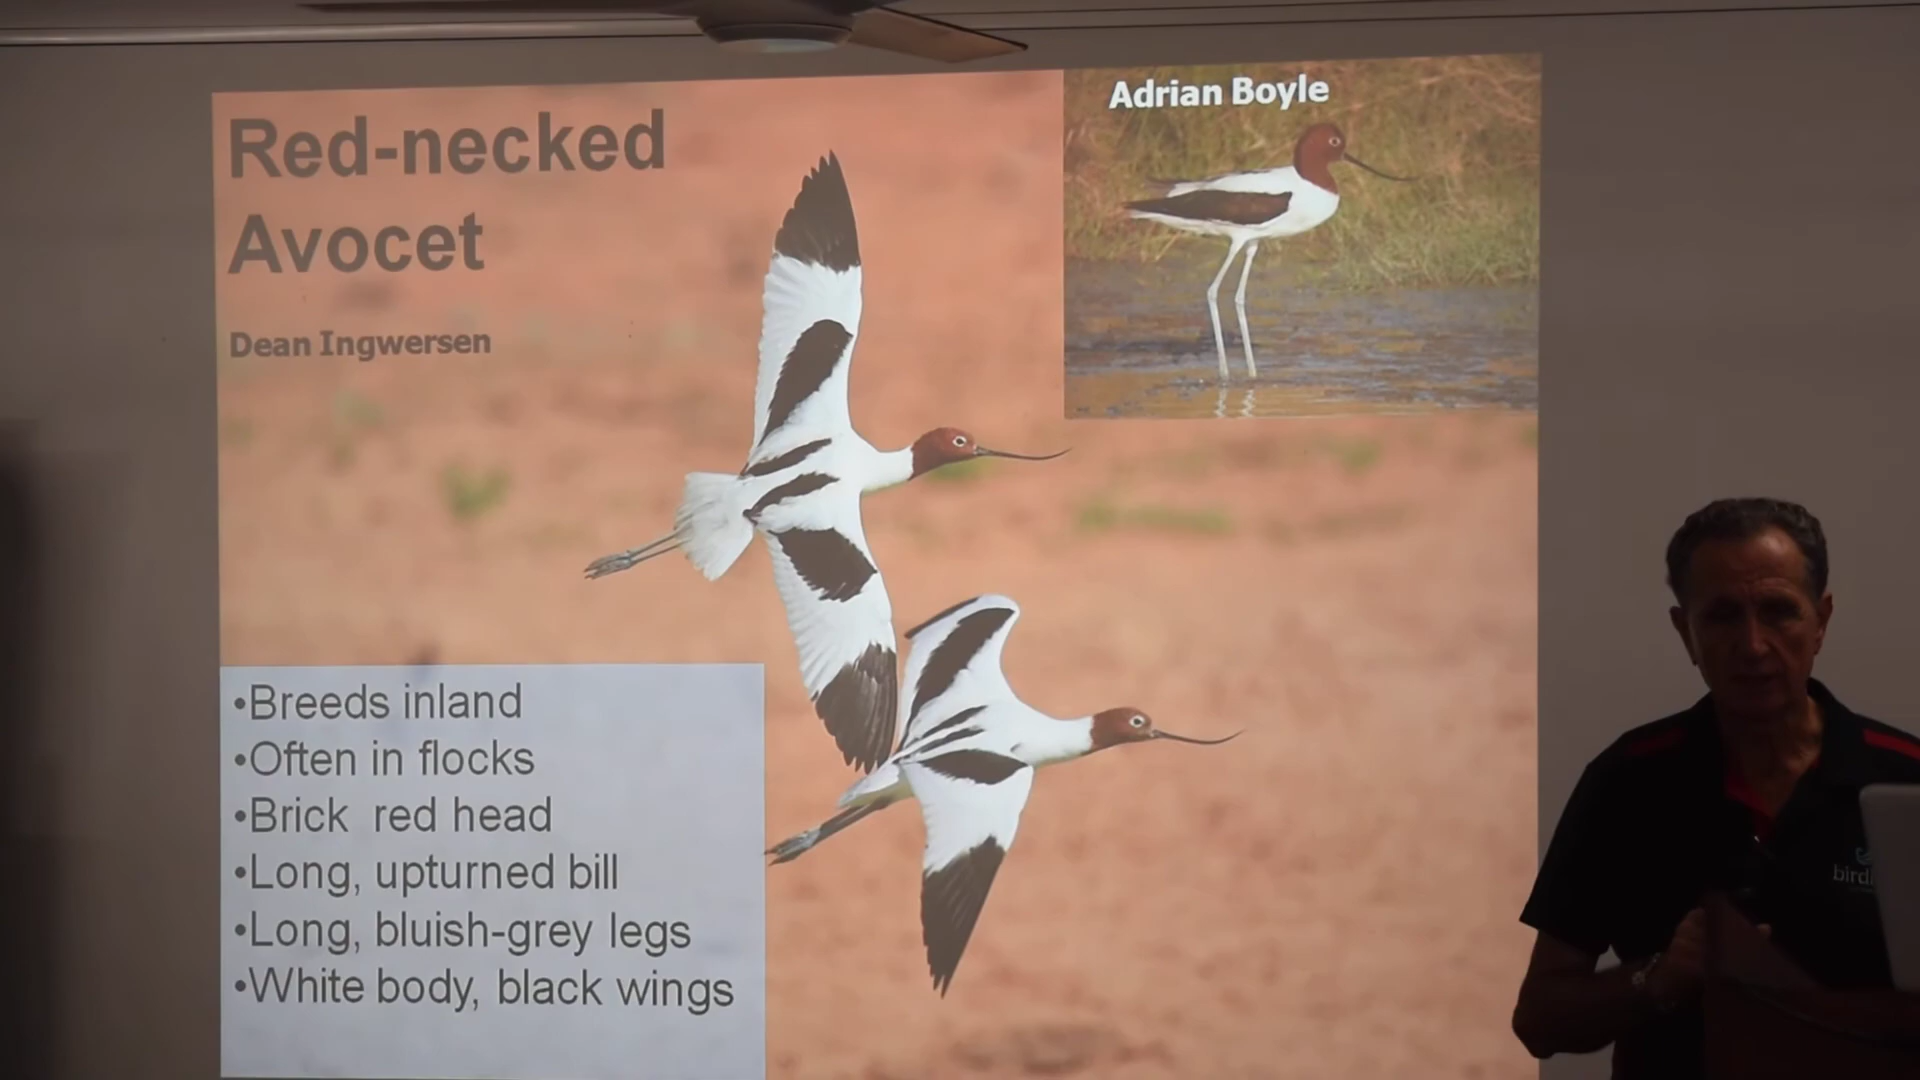 Red-necked
Avocet
Dean Ingwersen
Adrian Boyle
•Breeds inland
•Often in flocks
•Brick  red head
•Long, upturned bill
•Long, bluish-grey legs
•White body, black wings